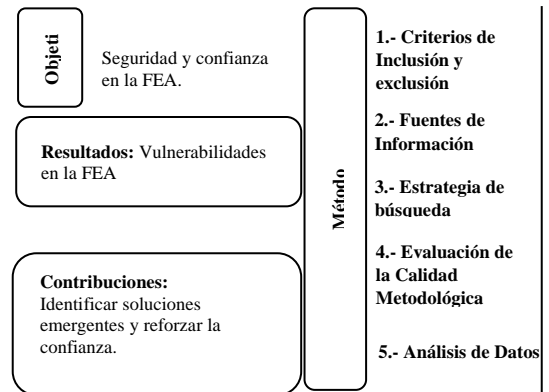 Objeti
Seguridad y confianza
en la FEA.
Resultados: Vulnerabilidades
en la FEA
Contribuciones:
Identificar soluciones
emergentes y reforzar la
confianza.
Método
1.- Criterios de
Inclusión y
exclusión
2.- Fuentes de
Información
3.- Estrategia de
búsqueda
4.- Evaluación de
la Calidad
Metodológica
5.- Análisis de Datos